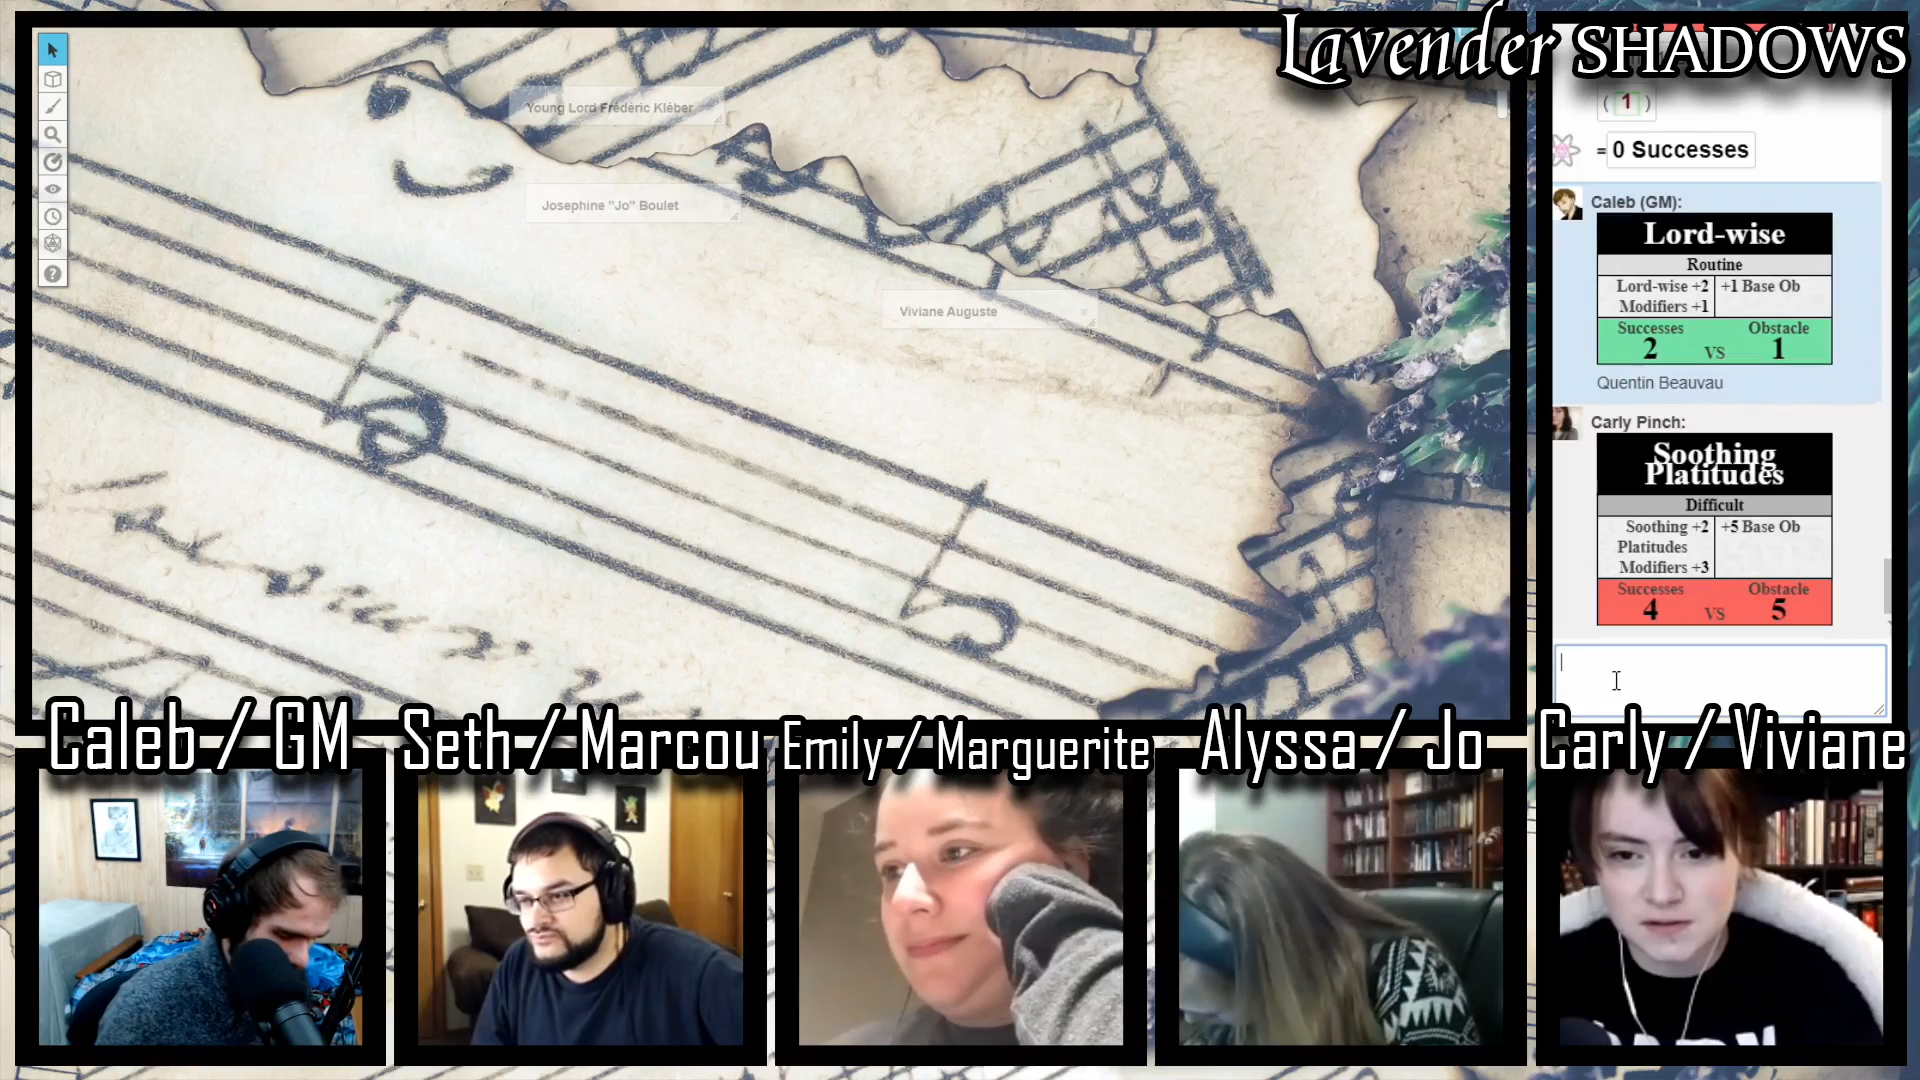 Lavender SHADOWS
Young Lord Frédéric Kléber
Josephine "Jo" Boulet
Viviane Auguste
( 1 )
= 0 Successes
Caleb (GM):
Lord-wise
Routine
Lord-wise +2 +1 Base Ob
Modifiers +1
Successes Obstacle
2 VS 1
Quentin Beauvau
Carly Pinch:
Soothing
Platitudes
Difficult
Soothing +2 +5 Base Ob
Platitudes
Modifiers +3
Successes Obstacle
4 VS 5
Caleb / GM
Seth / Marcou
Emily / Marguerite
Alyssa / Jo
Carly / Viviane